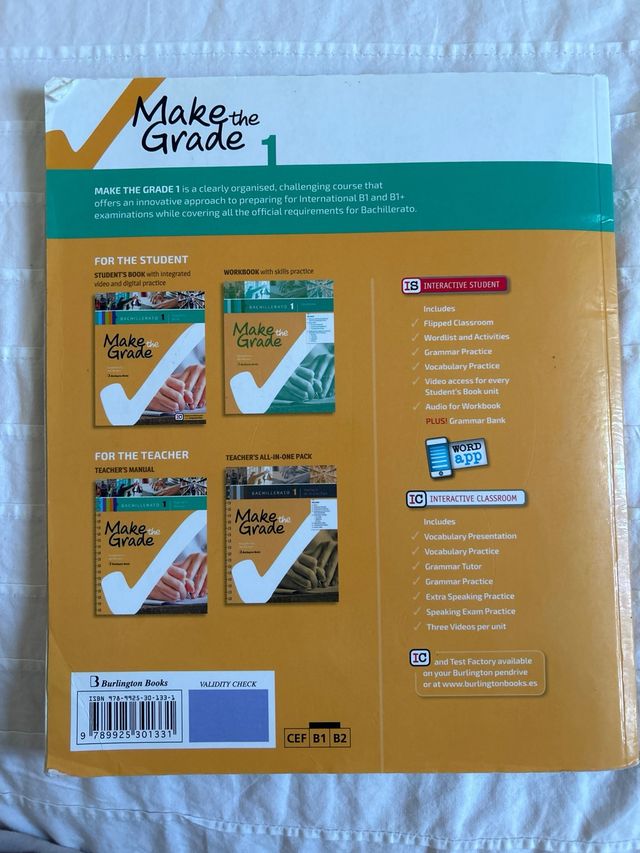 Make the
Grade 1
MAKE THE GRADE 1 is a clearly organised, challenging course that
offers an innovative approach to preparing for International B1 and B1+
examinations while covering all the official requirements for Bachillerato.
FOR THE STUDENT
STUDENT'S BOOK with integrated
video and digital practice
BACHILLERATO 1
Make the
Grade
WORKBOOK with skills practice
BACHILLERATO 1
Make the
Grade
FOR THE TEACHER
TEACHER'S MANUAL
BACHILLERATO 1
Make the
Grade
TEACHER'S ALL-IN-ONE PACK
BACHILLERATO 1
Make the
Grade
IS INTERACTIVE STUDENT
Includes
✓ Flipped Classroom
✓ Wordlist and Activities
✓ Grammar Practice
✓ Vocabulary Practice
✓ Video access for every
Student's Book unit
✓ Audio for Workbook
PLUS! Grammar Bank
WORD
app
IC INTERACTIVE CLASSROOM
Includes
✓ Vocabulary Presentation
✓ Vocabulary Practice
✓ Grammar Tutor
✓ Grammar Practice
✓ Extra Speaking Practice
✓ Speaking Exam Practice
✓ Three Videos per unit
IC and Test Factory available
on your Burlington pendrive
or at www.burlingtonbooks.es
Burlington Books
VALIDITY CHECK
ISBN 978-9925-30-133-1
9 789925 301331
CEF B1 B2